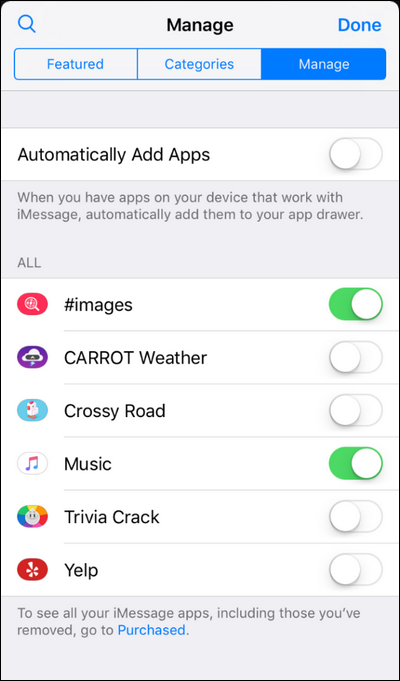 Manage
Done
Featured
Categories
Manage
Automatically Add Apps
When you have apps on your device that work with
iMessage, automatically add them to your app drawer.
ALL
#images
CARROT Weather
Crossy Road
Music
Trivia Crack
Yelp
To see all your iMessage apps, including those you’ve
removed, go to Purchased.